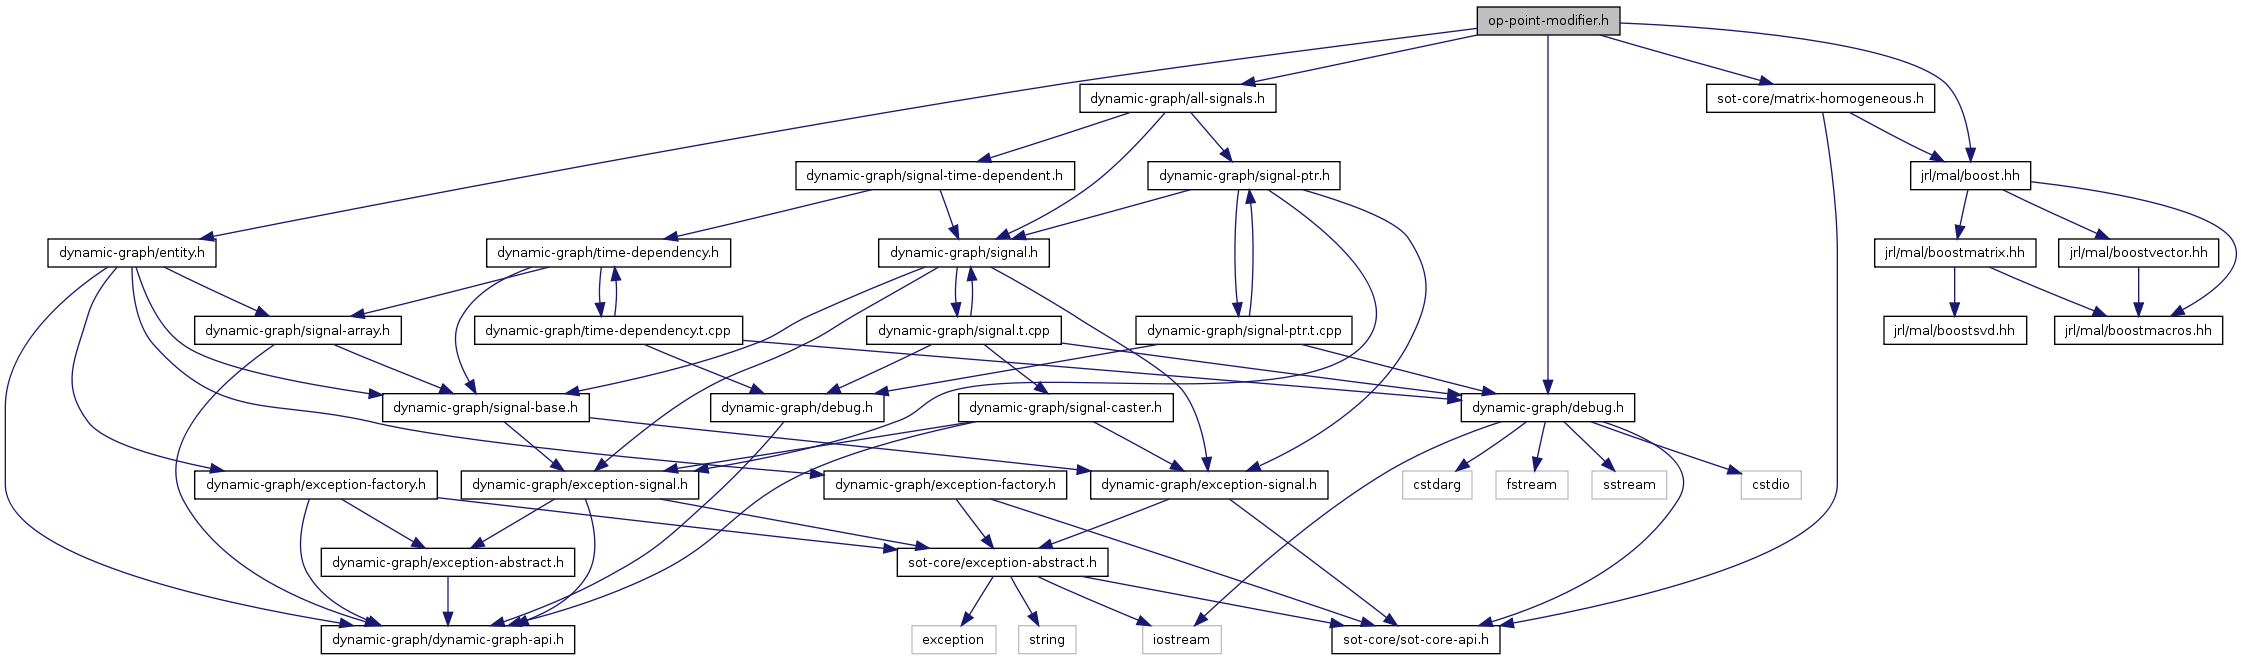 op-point-modifier.h
dynamic-graph/all-signals.h
sot-core/matrix-homogeneous.h
dynamic-graph/signal-time-dependent.h
dynamic-graph/signal-ptr.h
jrl/mal/boost.hh
dynamic-graph/entity.h
dynamic-graph/time-dependency.h
dynamic-graph/signal.h
jrl/mal/boostmatrix.hh
jrl/mal/boostvector.hh
dynamic-graph/signal-array.h
dynamic-graph/time-dependency.t.cpp
dynamic-graph/signal.t.cpp
dynamic-graph/signal-ptr.t.cpp
jrl/mal/boostsvd.hh
jrl/mal/boostmacros.hh
dynamic-graph/signal-base.h
dynamic-graph/debug.h
dynamic-graph/signal-caster.h
dynamic-graph/debug.h
dynamic-graph/exception-factory.h
dynamic-graph/exception-signal.h
dynamic-graph/exception-factory.h
dynamic-graph/exception-signal.h
cstdarg
fstream
sstream
cstdio
dynamic-graph/exception-abstract.h
sot-core/exception-abstract.h
dynamic-graph/dynamic-graph-api.h
exception
string
iostream
sot-core/sot-core-api.h